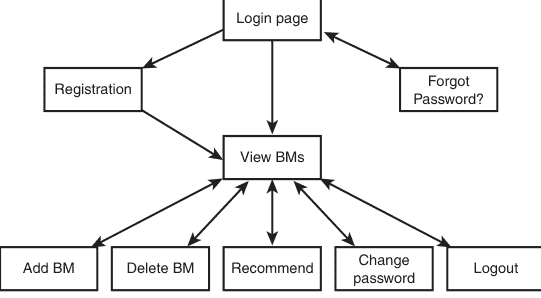 Login page
Registration
Forgot
Password?
View BMs
Add BM
Delete BM
Recommend
Change
password
Logout